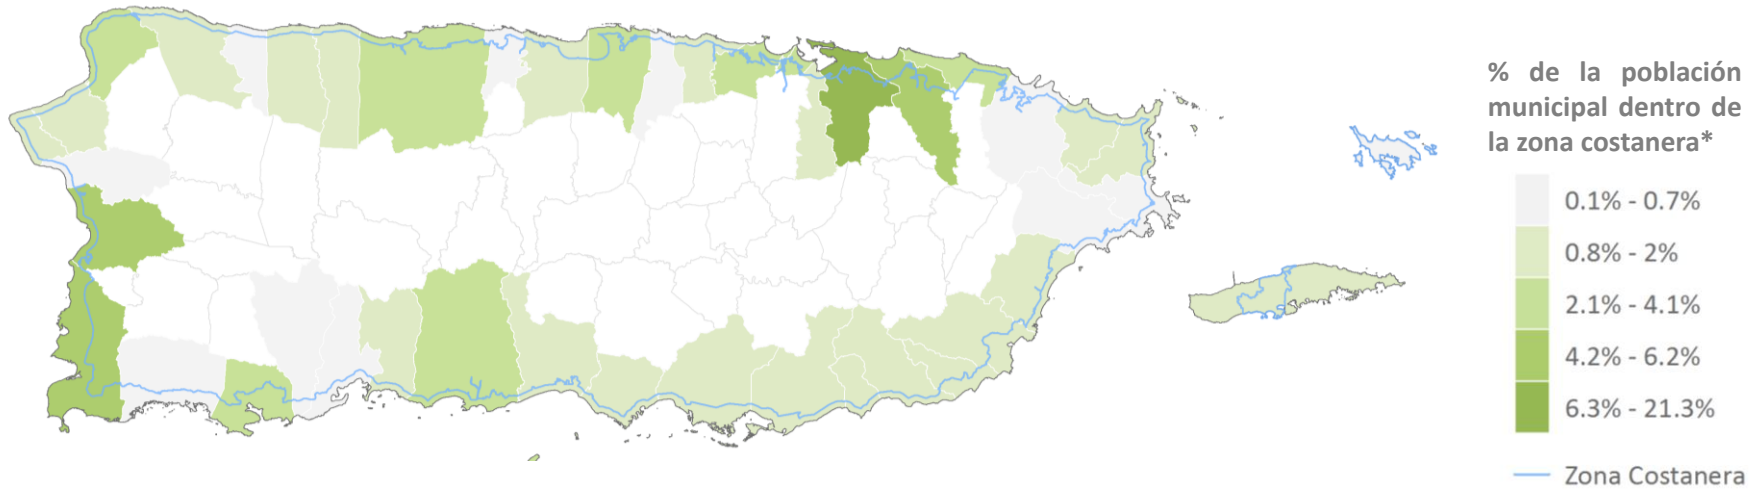 % de la población
municipal dentro de
la zona costanera*
0.1% - 0.7%
0.8% - 2%
2.1% - 4.1%
4.2% - 6.2%
6.3% - 21.3%
Zona Costanera